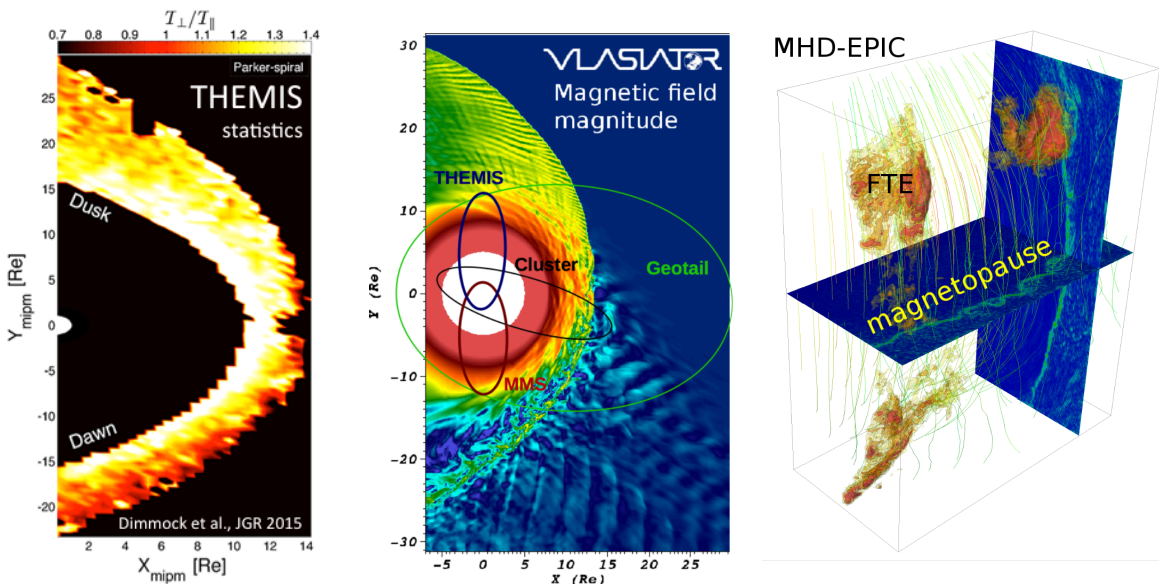 T⊥/T∥
0.7 0.8 0.9 1 1.1 1.2 1.3 1.4
Parker-spiral
THEMIS
statistics
25
20
15
10
5
0
-5
-10
-15
-20
Dusk
Dawn
Y mipm [Re]
Dimmock et al., JGR 2015
2 4 6 8 10 12 14
X mipm [Re]
VLASIATOR
Magnetic field
magnitude
30
20
10
0
-10
-20
-30
THEMIS
Cluster
Geotail
MMS
Y (Re)
-5 0 5 10 15 20 25
X (Re)
MHD-EPIC
FTE
magnetopause